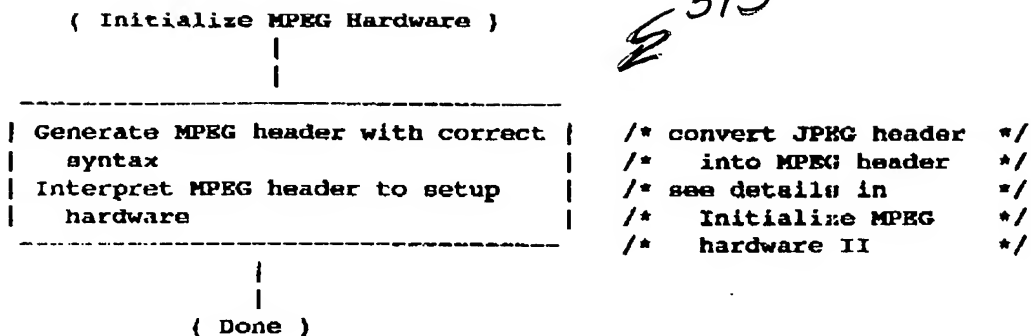 ( Initialize MPEG Hardware )
| Generate MPEG header with correct | /* convert JPEG header */
| syntax | /* into MPEG header */
| Interpret MPEG header to setup | /* see details in */
| hardware | /* Initialize MPEG */
/* hardware II */
( Done )